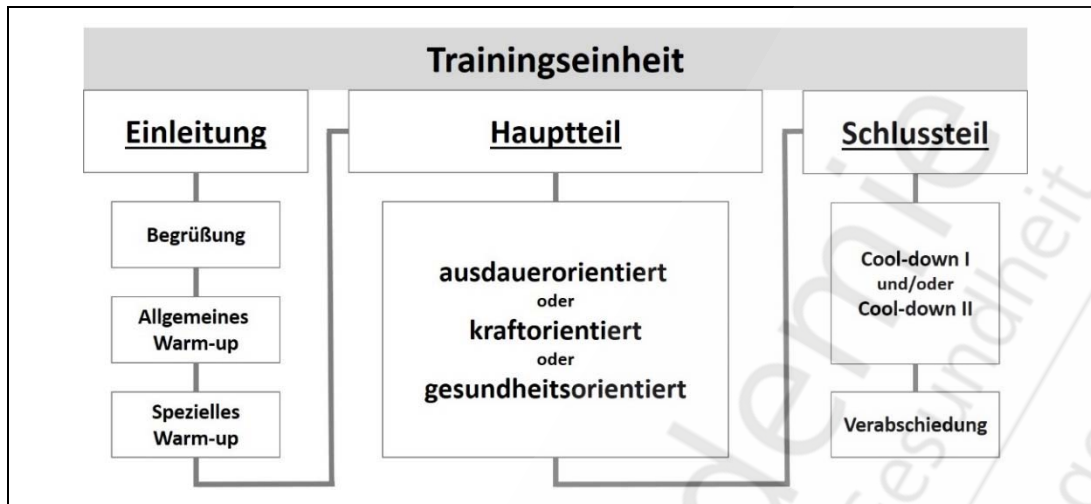 Trainingseinheit
Einleitung
Begrüßung
Allgemeines
Warm-up
Spezielles
Warm-up
Hauptteil
ausdauerorientiert
oder
kraftorientiert
oder
gesundheitsorientiert
Schlussteil
Cool-down I
und/oder
Cool-down II
Verabschiedung